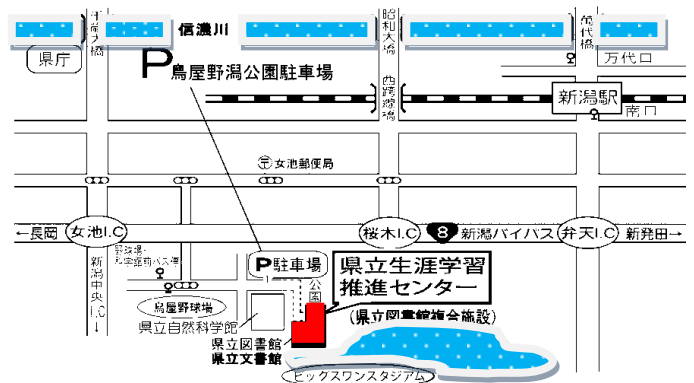 信濃川
昭和大橋
萬代橋
県庁
P鳥屋野潟公園駐車場
西跨線橋
万代口
新潟駅
南口
〒女池郵便局
←長岡
女池I.C
桜木I.C
8
新潟バイパス
弁天I.C
新発田→
新潟中央I.C→
P駐車場
公園
県立生涯学習
推進センター
鳥屋野球場
県立自然科学館
(県立図書館複合施設)
県立図書館
県立文書館
ビッグスワンスタジアム